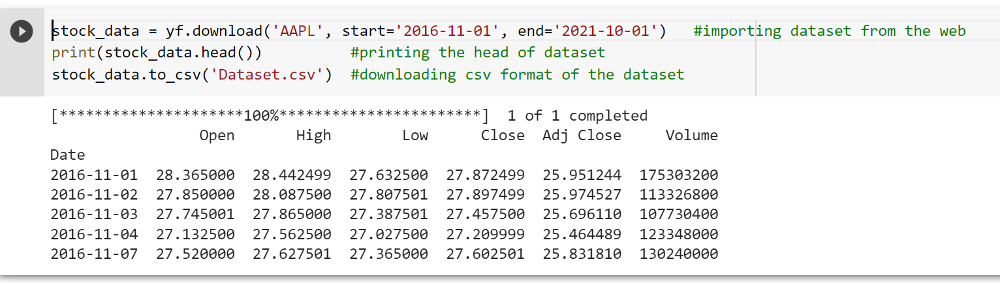 stock_data = yf.download('AAPL', start='2016-11-01', end='2021-10-01')   #importing dataset from the web
print(stock_data.head())          #printing the head of dataset
stock_data.to_csv('Dataset.csv')  #downloading csv format of the dataset
[*********************100%***********************]  1 of 1 completed
                 Open       High        Low      Close  Adj Close     Volume
Date
2016-11-01  28.365000  28.442499  27.632500  27.872499  25.951244  175303200
2016-11-02  27.850000  28.087500  27.807501  27.897499  25.974527  113326800
2016-11-03  27.745001  27.865000  27.387501  27.457500  25.696110  107730400
2016-11-04  27.132500  27.562500  27.027500  27.209999  25.464489  123348000
2016-11-07  27.520000  27.627501  27.365000  27.602501  25.831810  130240000